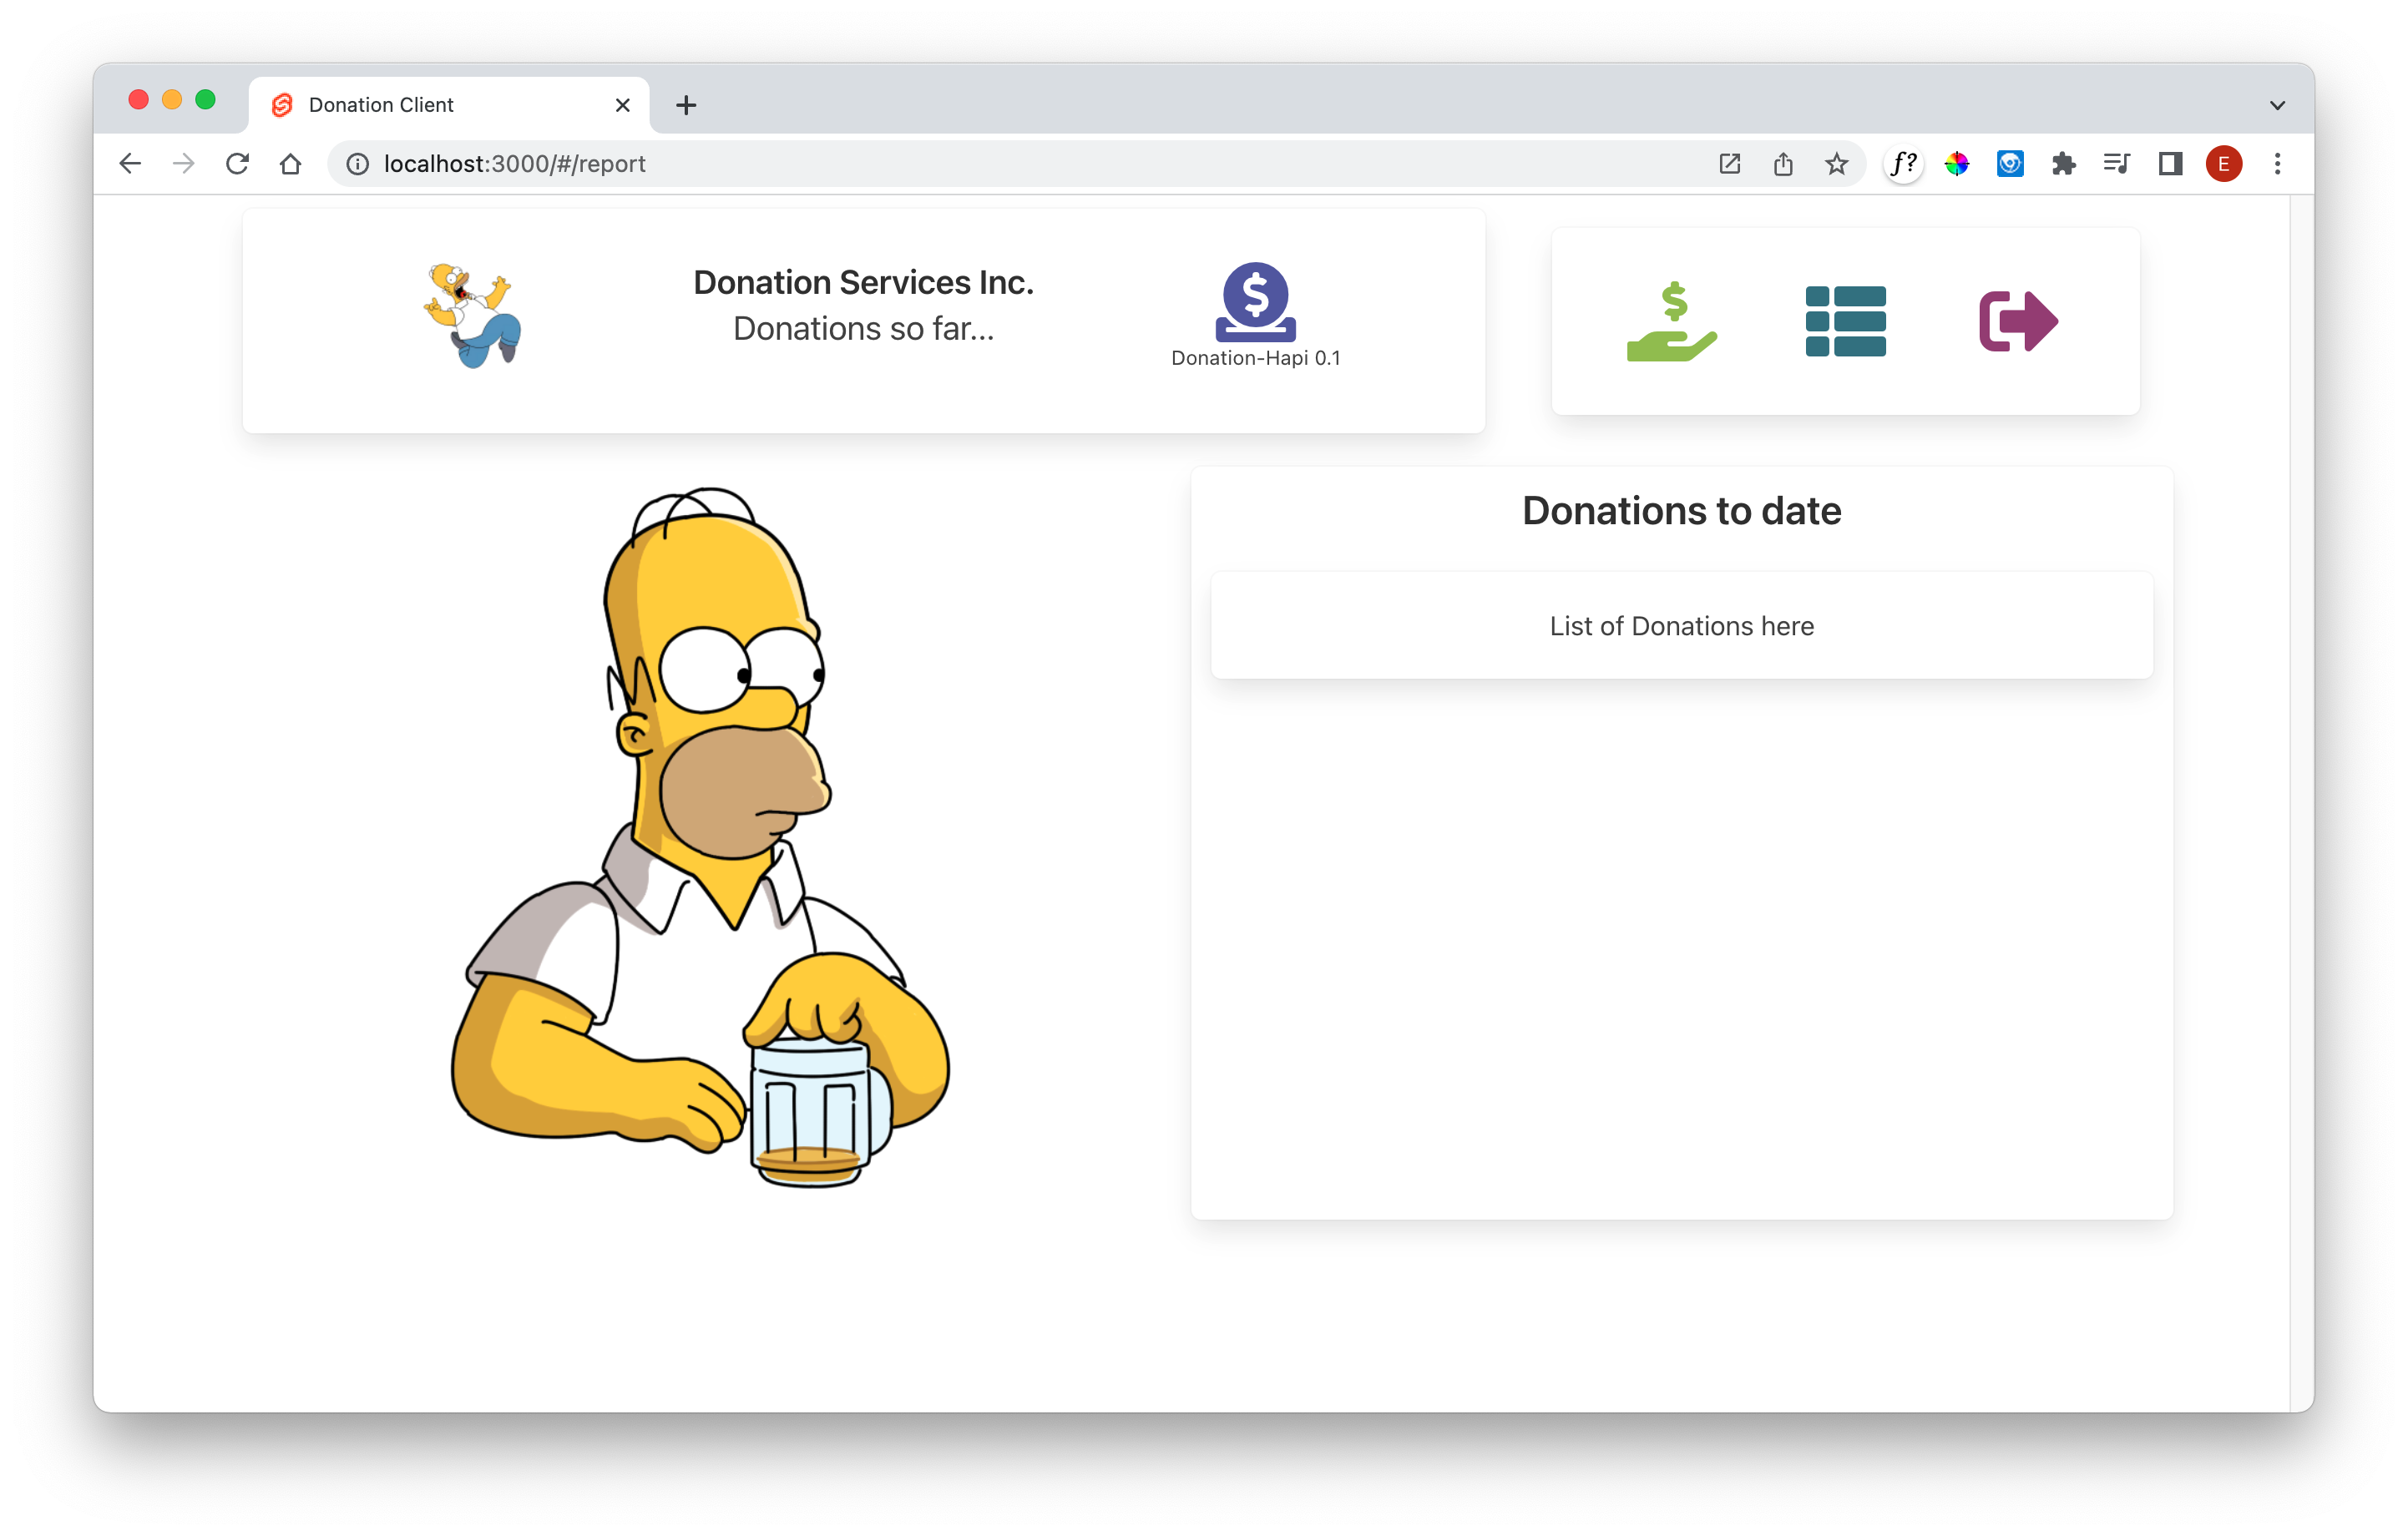 Donation Client
localhost:3000/#/report
f?
E
Donation Services Inc.
Donations so far...
$
Donation-Hapi 0.1
$
Donations to date
List of Donations here